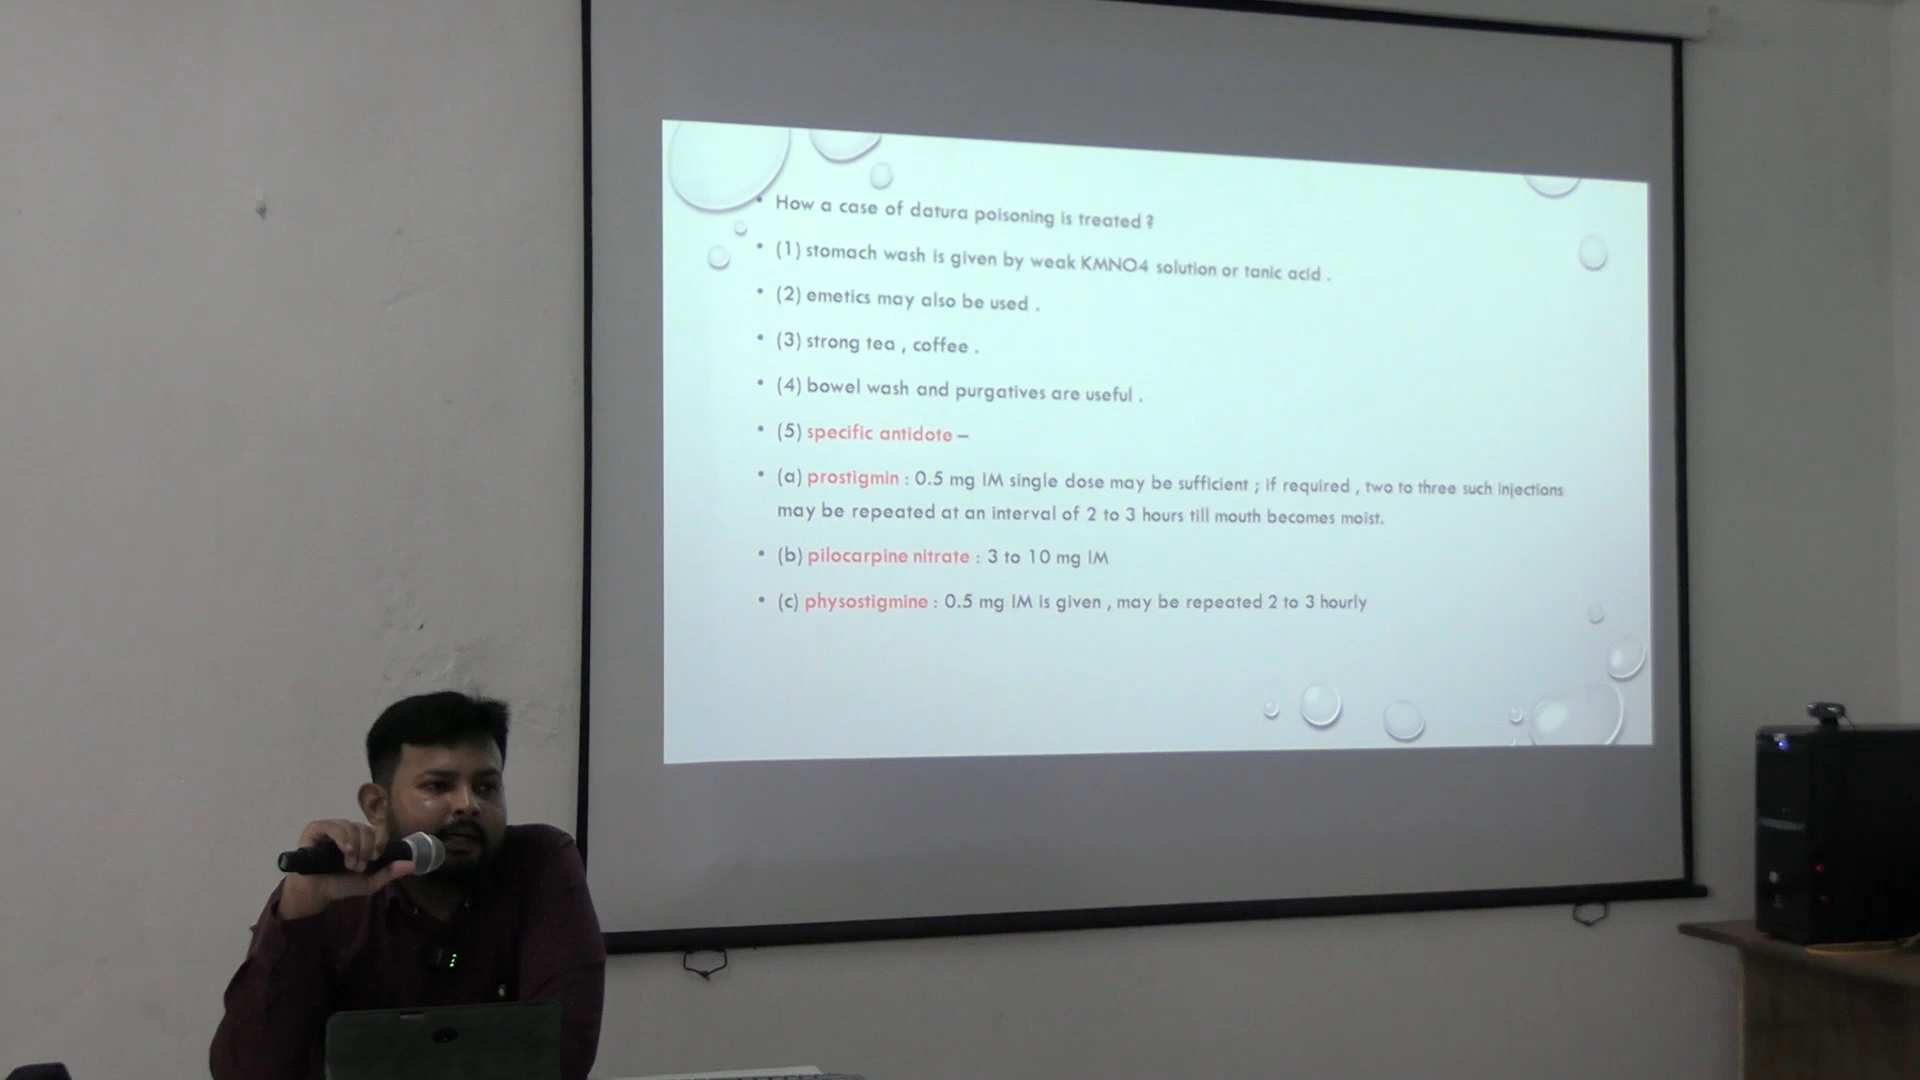 • How a case of datura poisoning is treated ?
• (1) stomach wash is given by weak KMNO4 solution or tanic acid .
• (2) emetics may also be used .
• (3) strong tea , coffee .
• (4) bowel wash and purgatives are useful .
• (5) specific antidote –
• (a) prostigmin : 0.5 mg IM single dose may be sufficient ; if required , two to three such injections
may be repeated at an interval of 2 to 3 hours till mouth becomes moist.
• (b) pilocarpine nitrate : 3 to 10 mg IM
• (c) physostigmine : 0.5 mg IM is given , may be repeated 2 to 3 hourly